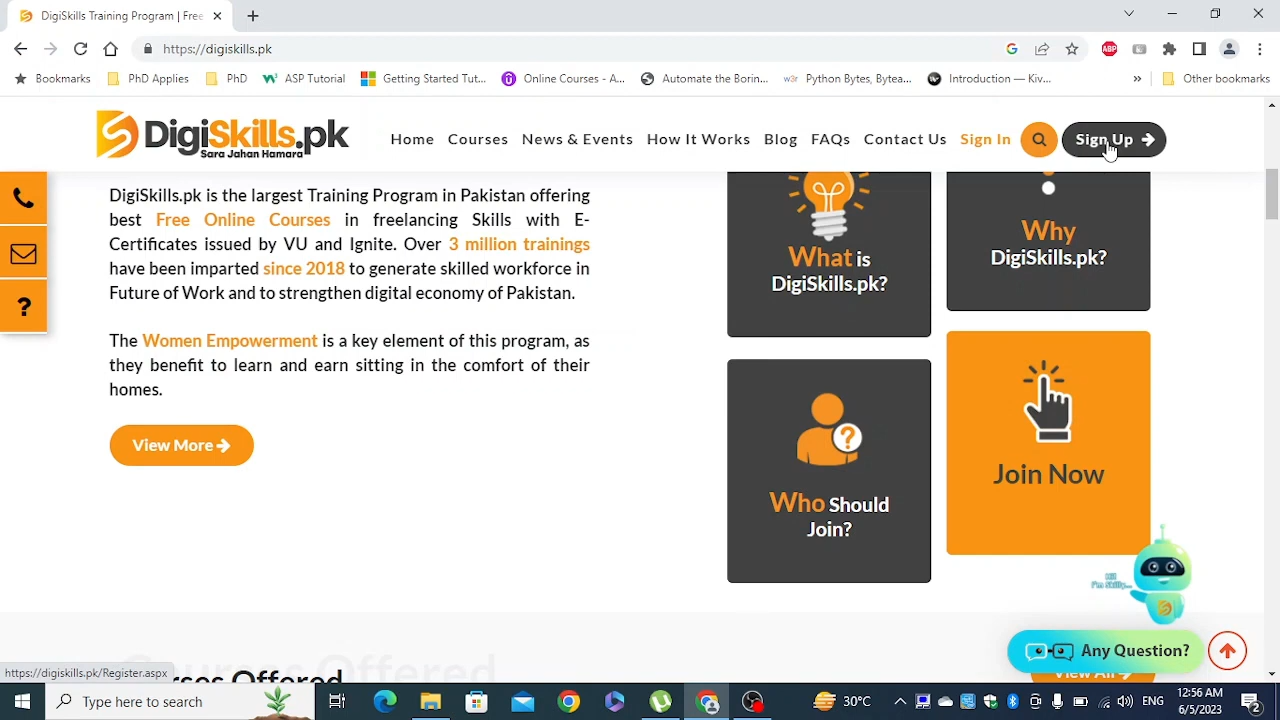 DigiSkills Training Program | Free
https://digiskills.pk
Bookmarks
PhD Applies
PhD
ASP Tutorial
Getting Started Tut...
Online Courses - A...
Automate the Borin...
Python Bytes, Bytea...
Introduction — Kiv...
»
Other bookmarks
DigiSkills.pk
Sara Jahan Hamara
Home
Courses
News & Events
How It Works
Blog
FAQs
Contact Us
Sign In
Sign Up
DigiSkills.pk is the largest Training Program in Pakistan offering
best Free Online Courses in freelancing Skills with E-
Certificates issued by VU and Ignite. Over 3 million trainings
have been imparted since 2018 to generate skilled workforce in
Future of Work and to strengthen digital economy of Pakistan.
The Women Empowerment is a key element of this program, as
they benefit to learn and earn sitting in the comfort of their
homes.
View More
What is
DigiSkills.pk?
Why
DigiSkills.pk?
Who Should
Join?
Join Now
Hi!
I'm Skilly...
Any Question?
Courses Offered
View All
https://digiskills.pk/Register.aspx
Type here to search
30°C
ENG
12:56 AM
6/5/2023
2